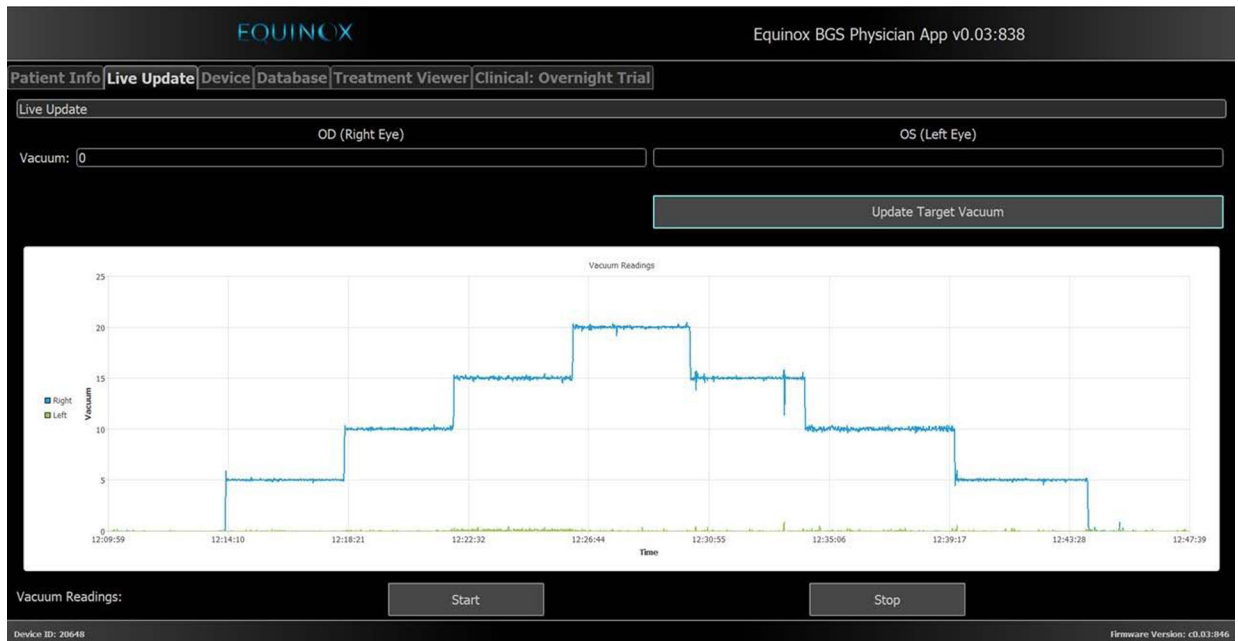 EQUINOX
Equinox BGS Physician App v0.03:838
Patient Info Live Update Device Database Treatment Viewer Clinical: Overnight Trial
Live Update
OD (Right Eye) OS (Left Eye)
Vacuum: 0
Update Target Vacuum
Vacuum Readings
25
20
15
10
5
0
Vacuum
Right
Left
12:09:59 12:14:10 12:18:21 12:22:32 12:26:44 12:30:55 12:35:06 12:39:17 12:43:28 12:47:39
Time
Vacuum Readings: Start Stop
Device ID: 20648 Firmware Version: c0.03:846